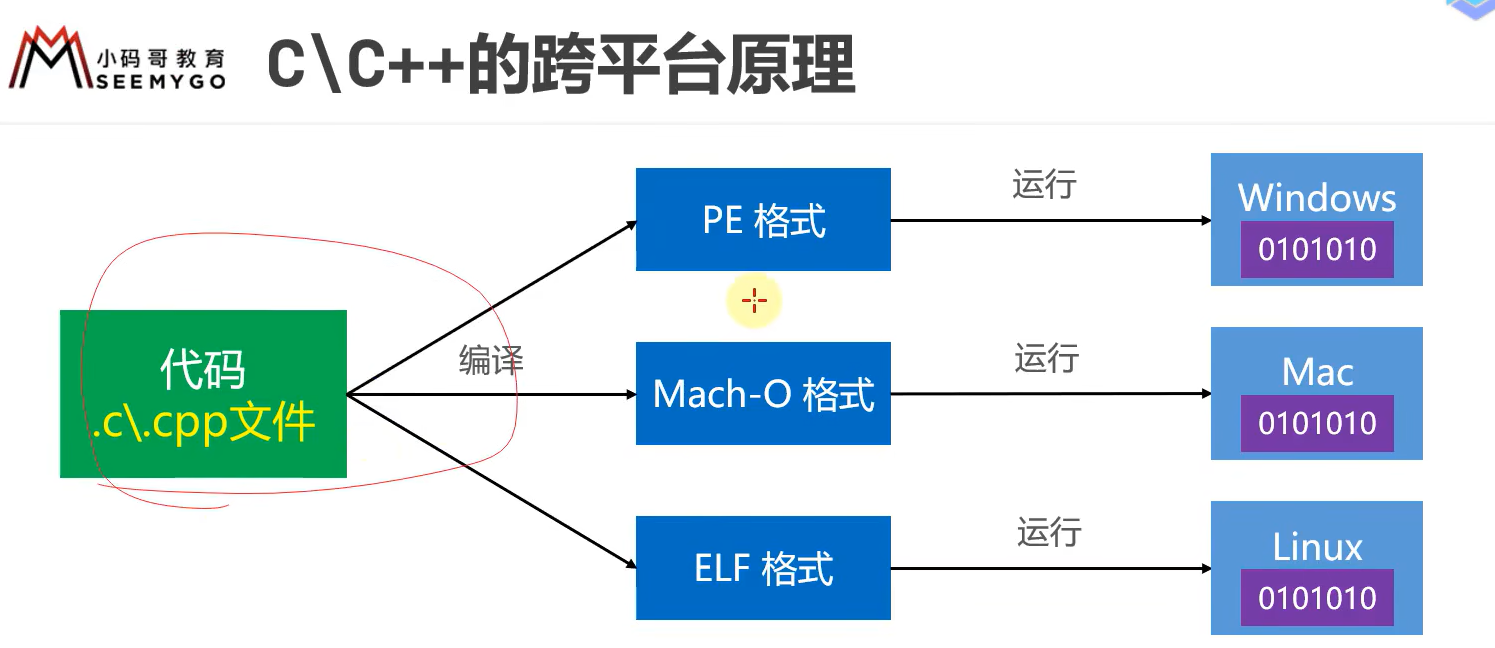 小码哥教育
SEEMYGO
C\C++的跨平台原理
代码
.c\.cpp文件
编译
PE 格式
运行
Windows
0101010
Mach-O 格式
运行
Mac
0101010
ELF 格式
运行
Linux
0101010